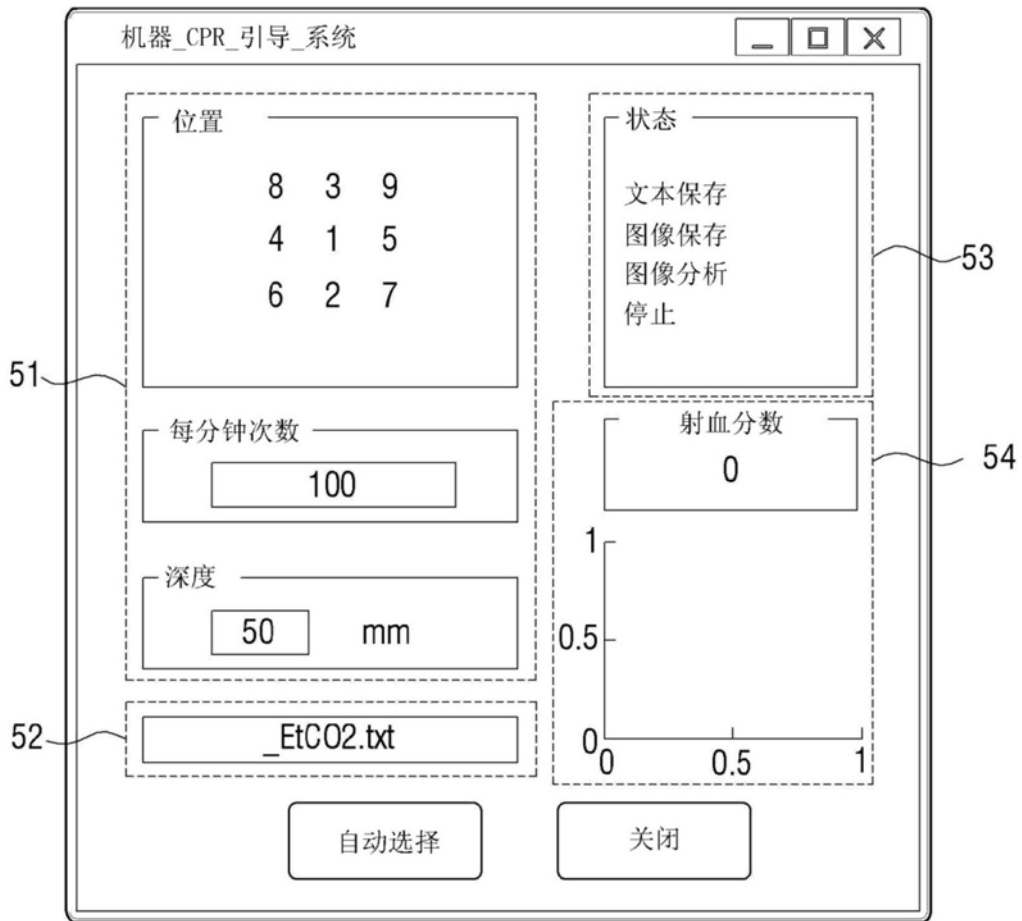 机器_CPR_引导_系统
位置
8 3 9
4 1 5
6 2 7
51
每分钟次数
100
深度
50 mm
52
_EtCO2.txt
状态
文本保存
图像保存
图像分析
停止
53
射血分数
0
54
1
0.5
0
0 0.5 1
自动选择
关闭